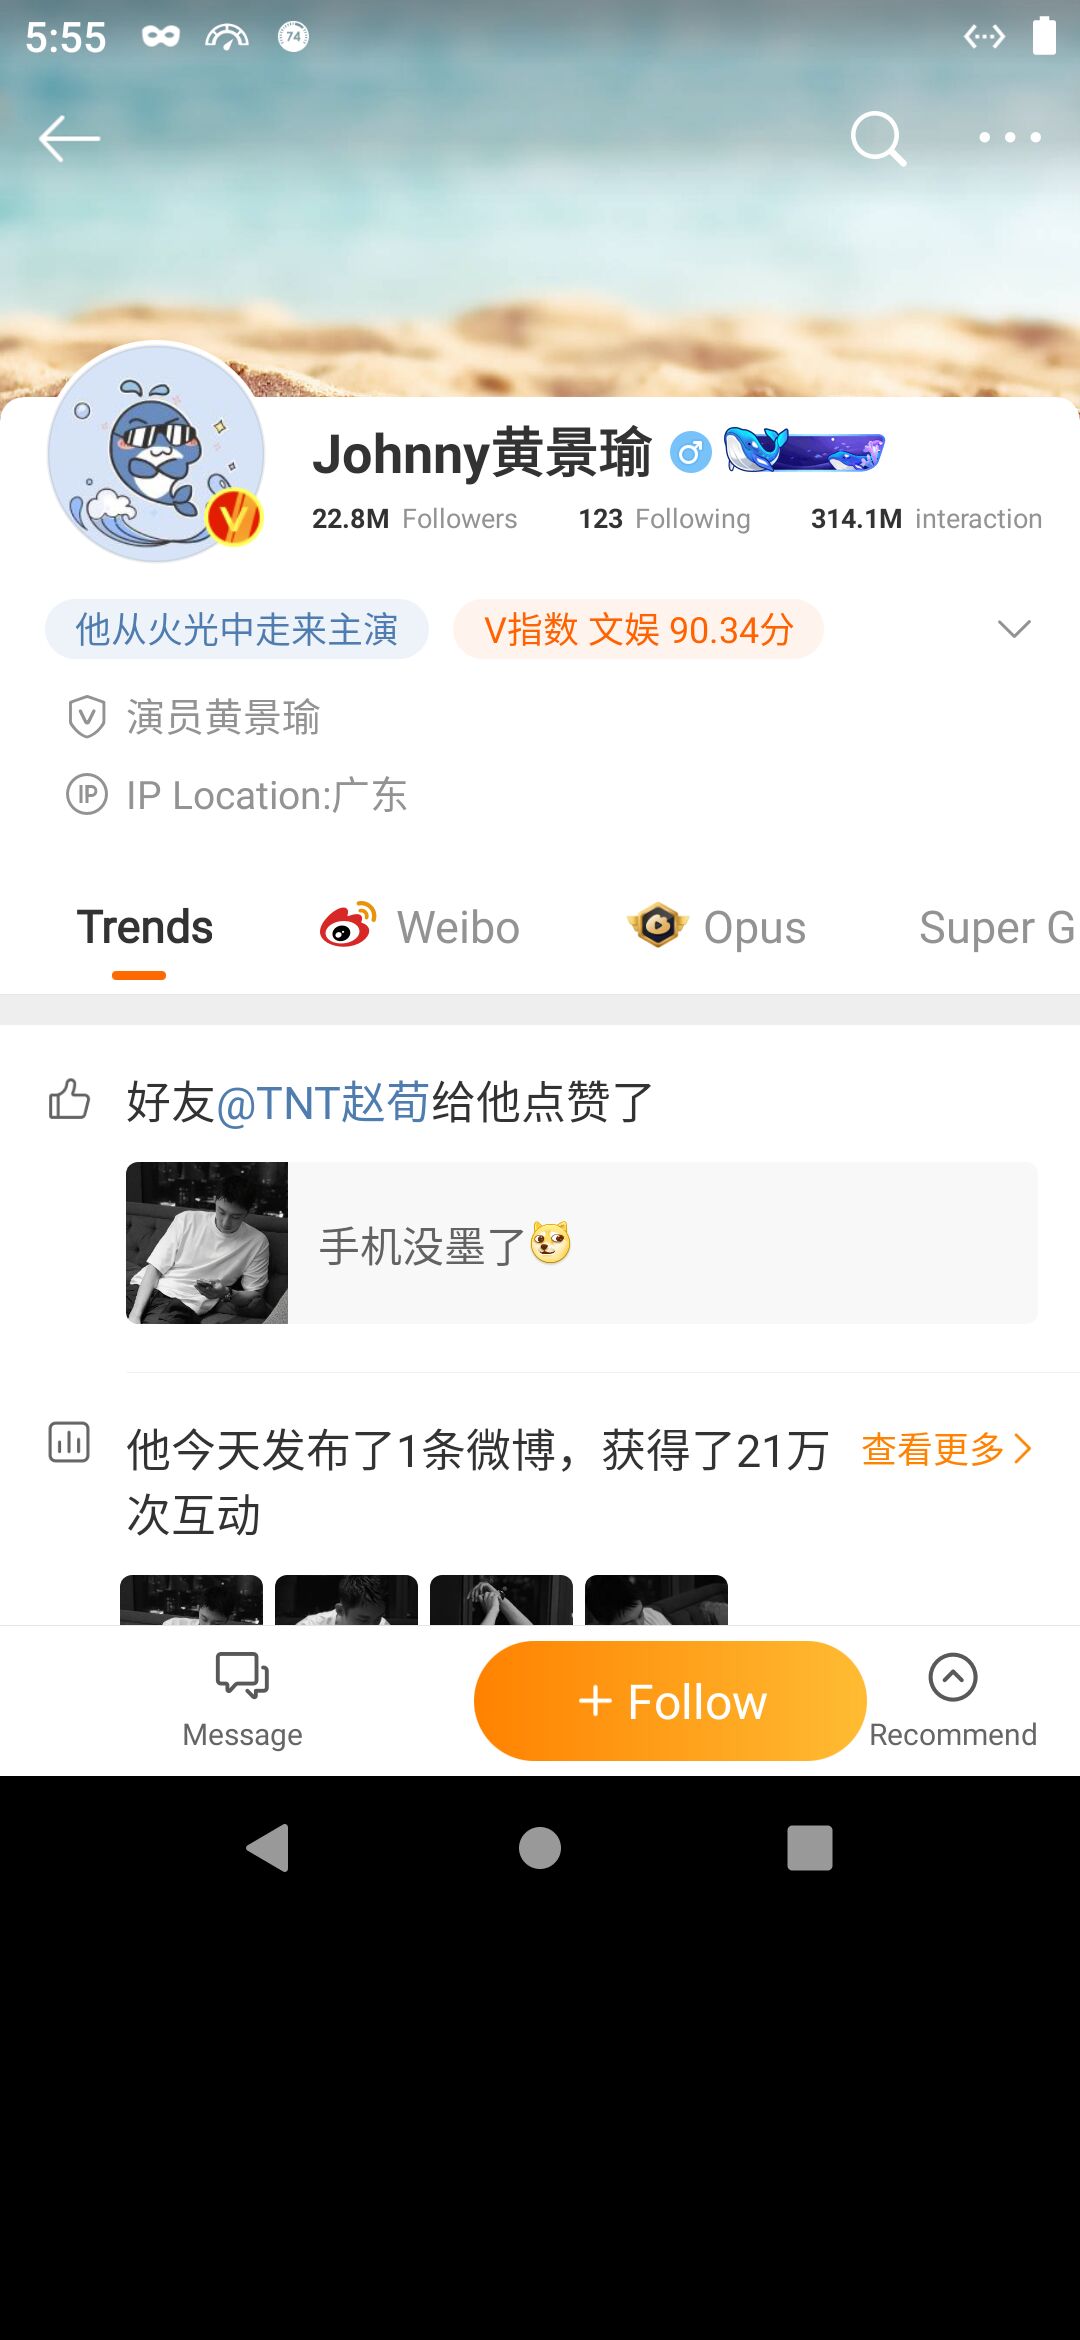 5:55
74
Johnny黄景瑜
22.8M Followers 123 Following 314.1M interaction
他从火光中走来主演 V指数 文娱 90.34分
演员黄景瑜
IP IP Location:广东
Trends Weibo Opus Super G
好友@TNT赵荀给他点赞了
手机没墨了
他今天发布了1条微博，获得了21万 查看更多
次互动
Message + Follow Recommend